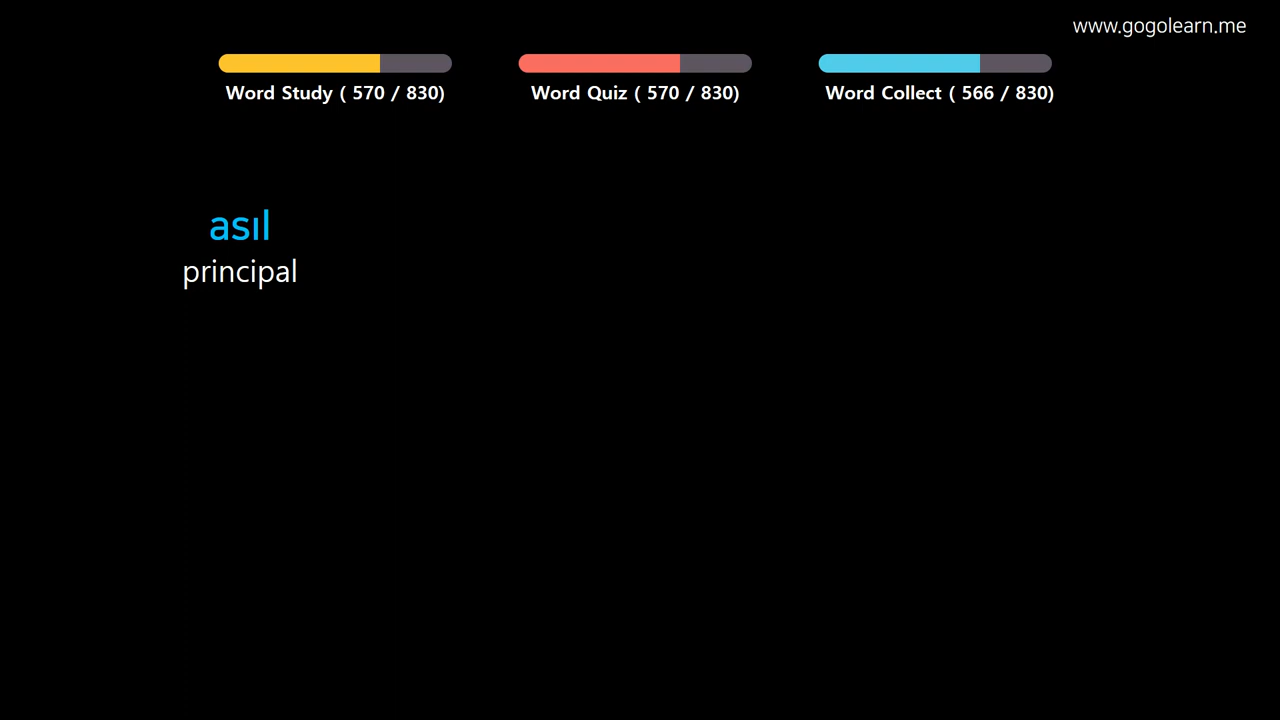 www.gogolearn.me
Word Study ( 570 / 830)
Word Quiz ( 570 / 830)
Word Collect ( 566 / 830)
asıl
principal